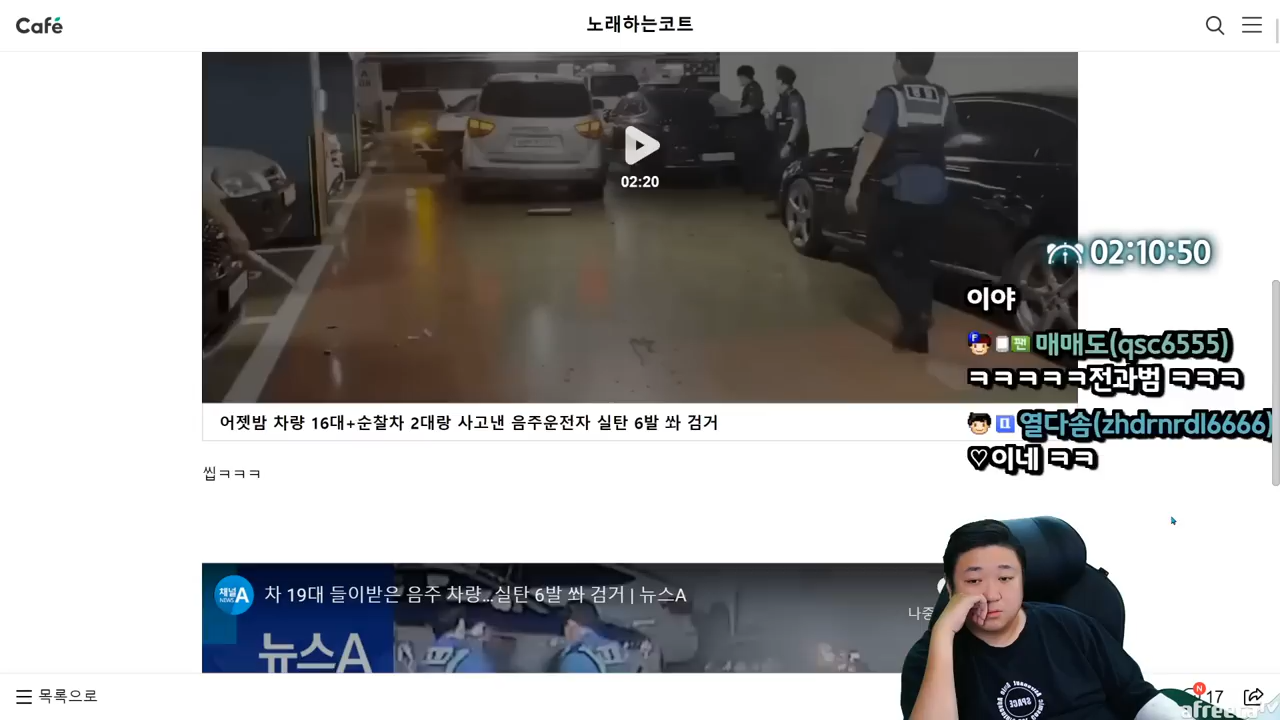 Café
노래하는코트
02:20
02:10:50
이야
팬 매매도(qsc6555)
ㅋㅋㅋㅋㅋ전과범 ㅋㅋㅋ
열다솜(zhdrnrdl6666)
♡이네 ㅋㅋ
어젯밤 차량 16대+순찰차 2대랑 사고낸 음주운전자 실탄 6발 쏴 검거
씹ㅋㅋㅋ
채널A
NEWS
차 19대 들이받은 음주 차량…실탄 6발 쏴 검거 | 뉴스A
나중
뉴스A
SPACE
목록으로
N
17
afreecaTV